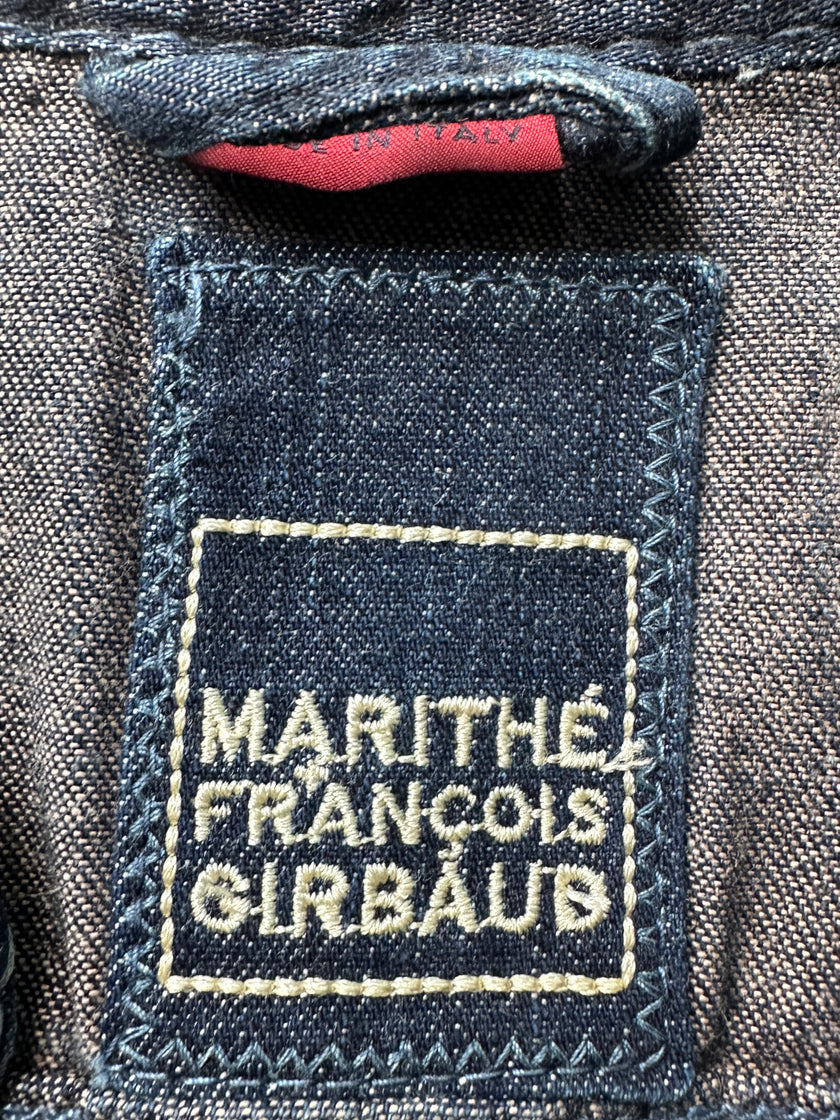 IN ITALY
MARITHÉ
FRANÇOIS
GIRBAUD